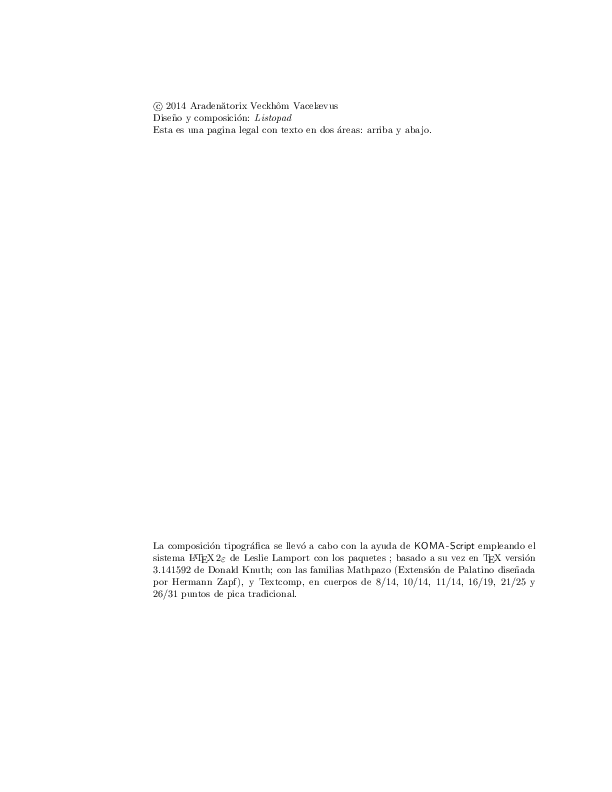 © 2014 Aradenätorix Veckhöm Vacelævus
Diseño y composición: Listopad
Esta es una pagina legal con texto en dos áreas: arriba y abajo.
La composición tipográfica se llevó a cabo con la ayuda de KOMA-Script empleando el
sistema LATEX 2ε de Leslie Lamport con los paquetes ; basado a su vez en TEX versión
3.141592 de Donald Knuth; con las familias Mathpazo (Extensión de Palatino diseñada
por Hermann Zapf), y Textcomp, en cuerpos de 8/14, 10/14, 11/14, 16/19, 21/25 y
26/31 puntos de pica tradicional.